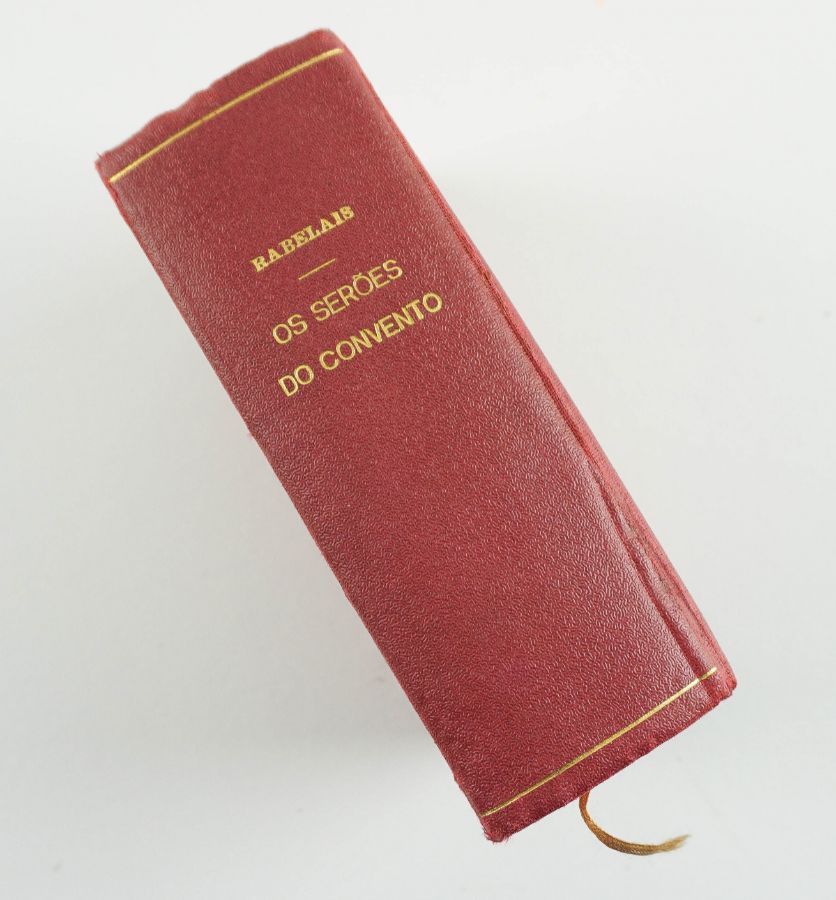 RABELAIS
OS SERÕES
DO CONVENTO